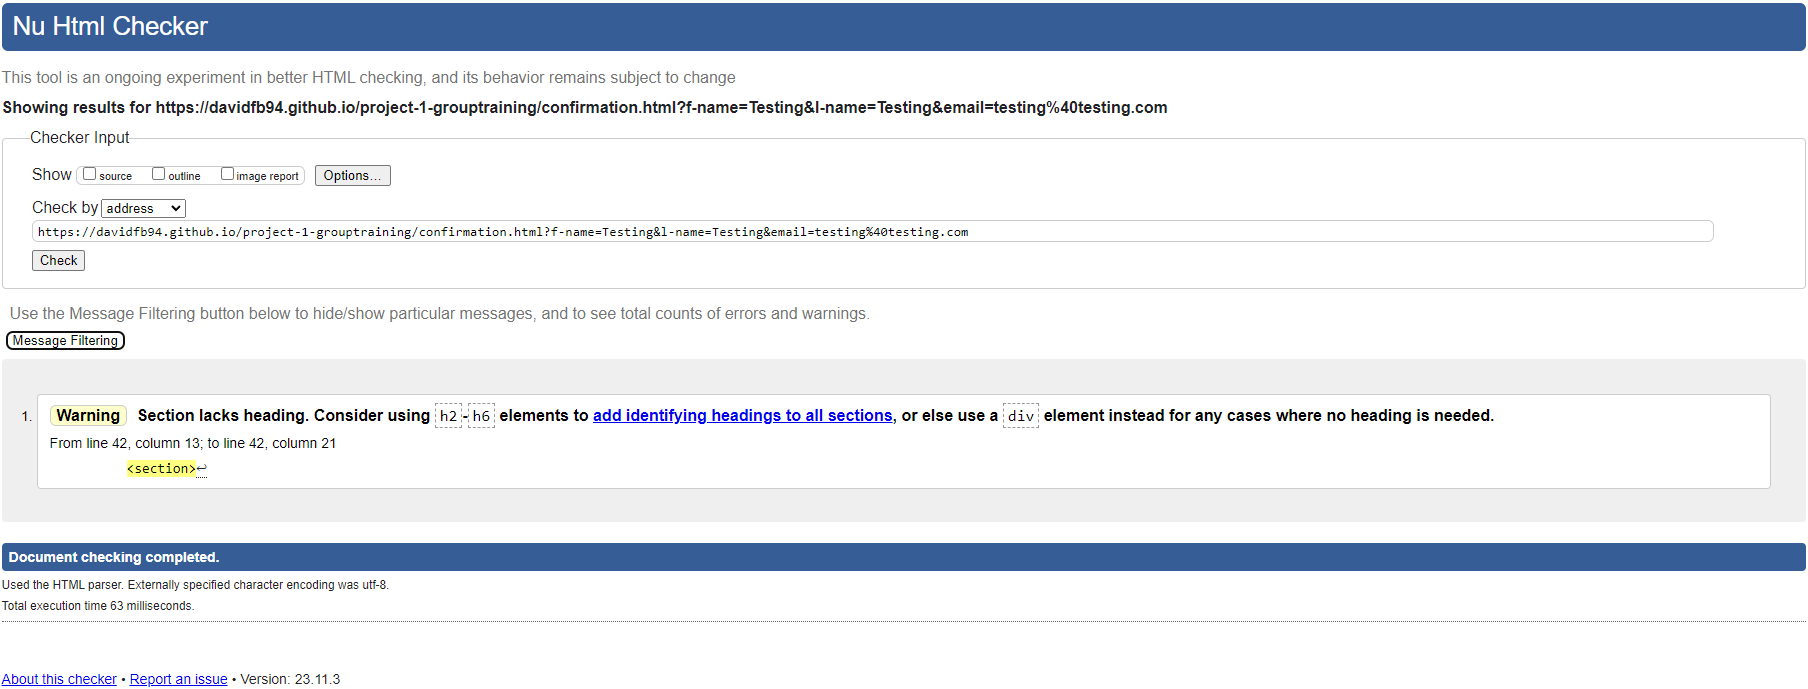 Nu Html Checker
This tool is an ongoing experiment in better HTML checking, and its behavior remains subject to change
Showing results for https://davidfb94.github.io/project-1-grouptraining/confirmation.html?f-name=Testing&l-name=Testing&email=testing%40testing.com
Checker Input
Show source outline image report Options...
Check by address
https://davidfb94.github.io/project-1-grouptraining/confirmation.html?f-name=Testing&l-name=Testing&email=testing%40testing.com
Check
Use the Message Filtering button below to hide/show particular messages, and to see total counts of errors and warnings.
Message Filtering
1. Warning Section lacks heading. Consider using h2-h6 elements to add identifying headings to all sections, or else use a div element instead for any cases where no heading is needed.
From line 42, column 13; to line 42, column 21
<section>↩
Document checking completed.
Used the HTML parser. Externally specified character encoding was utf-8.
Total execution time 63 milliseconds.
About this checker • Report an issue • Version: 23.11.3